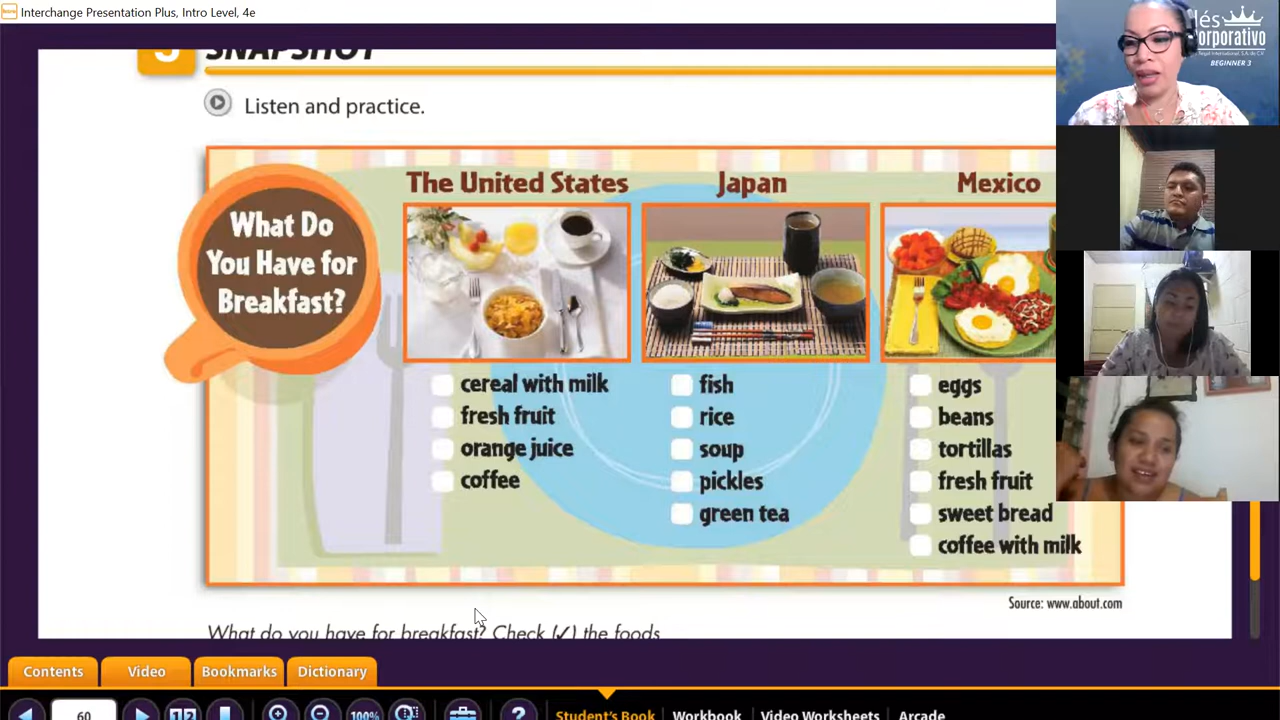 Interchange Presentation Plus, Intro Level, 4e
SNAPSHOT
Listen and practice.
What Do
You Have for
Breakfast?
The United States
cereal with milk
fresh fruit
orange juice
coffee
Japan
fish
rice
soup
pickles
green tea
Mexico
eggs
beans
tortillas
fresh fruit
sweet bread
coffee with milk
Source: www.about.com
What do you have for breakfast? Check (✓) the foods
Contents
Video
Bookmarks
Dictionary
60
100%
?
Student's Book
Workbook
Video Worksheets
Arcade
BEGINNER 3